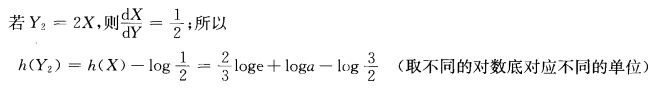 若 Y₂ = 2X,则 dX/dY = 1/2;所以
h(Y₂) = h(X) − log 1/2 = 2/3 loge + loga − log 3/2 (取不同的对数底对应不同的单位)